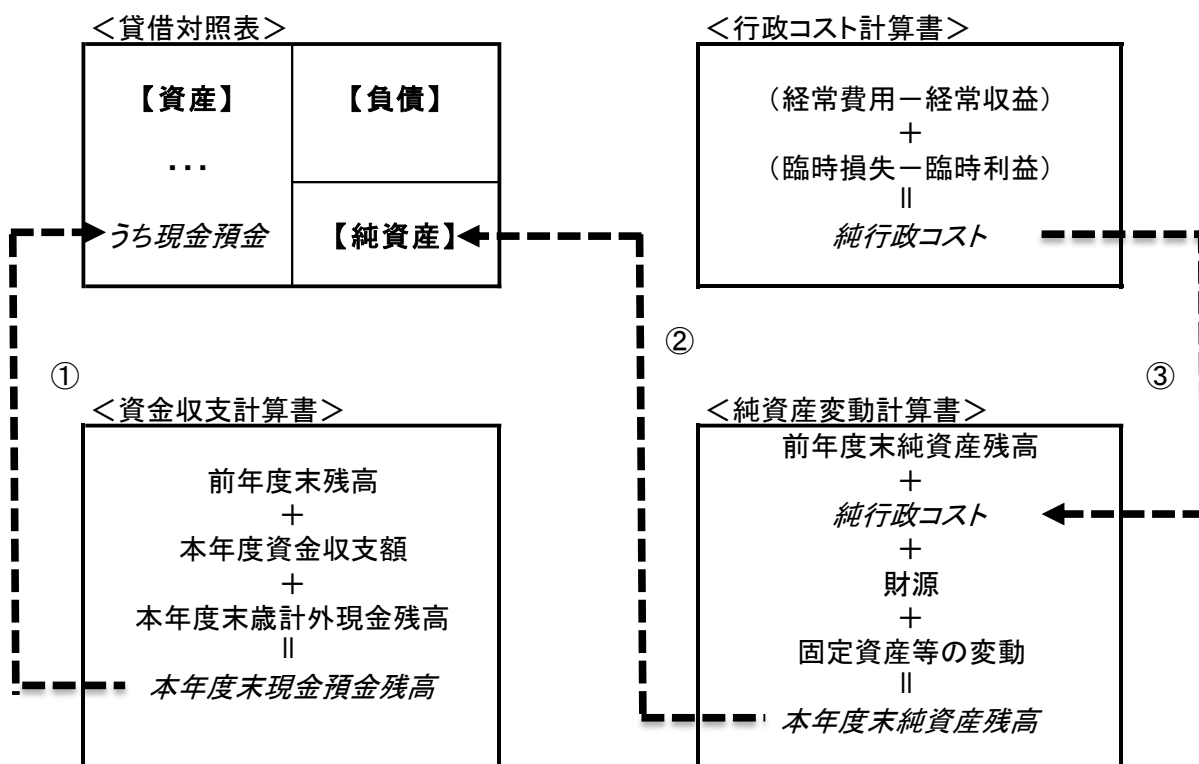 ＜貸借対照表＞
【資産】
【負債】
・・・
うち現金預金
【純資産】
＜行政コスト計算書＞
（経常費用－経常収益）
＋
（臨時損失－臨時利益）
＝
純行政コスト
①
②
③
＜資金収支計算書＞
前年度末残高
＋
本年度資金収支額
＋
本年度末歳計外現金残高
＝
本年度末現金預金残高
＜純資産変動計算書＞
前年度末純資産残高
＋
純行政コスト
＋
財源
＋
固定資産等の変動
＝
本年度末純資産残高